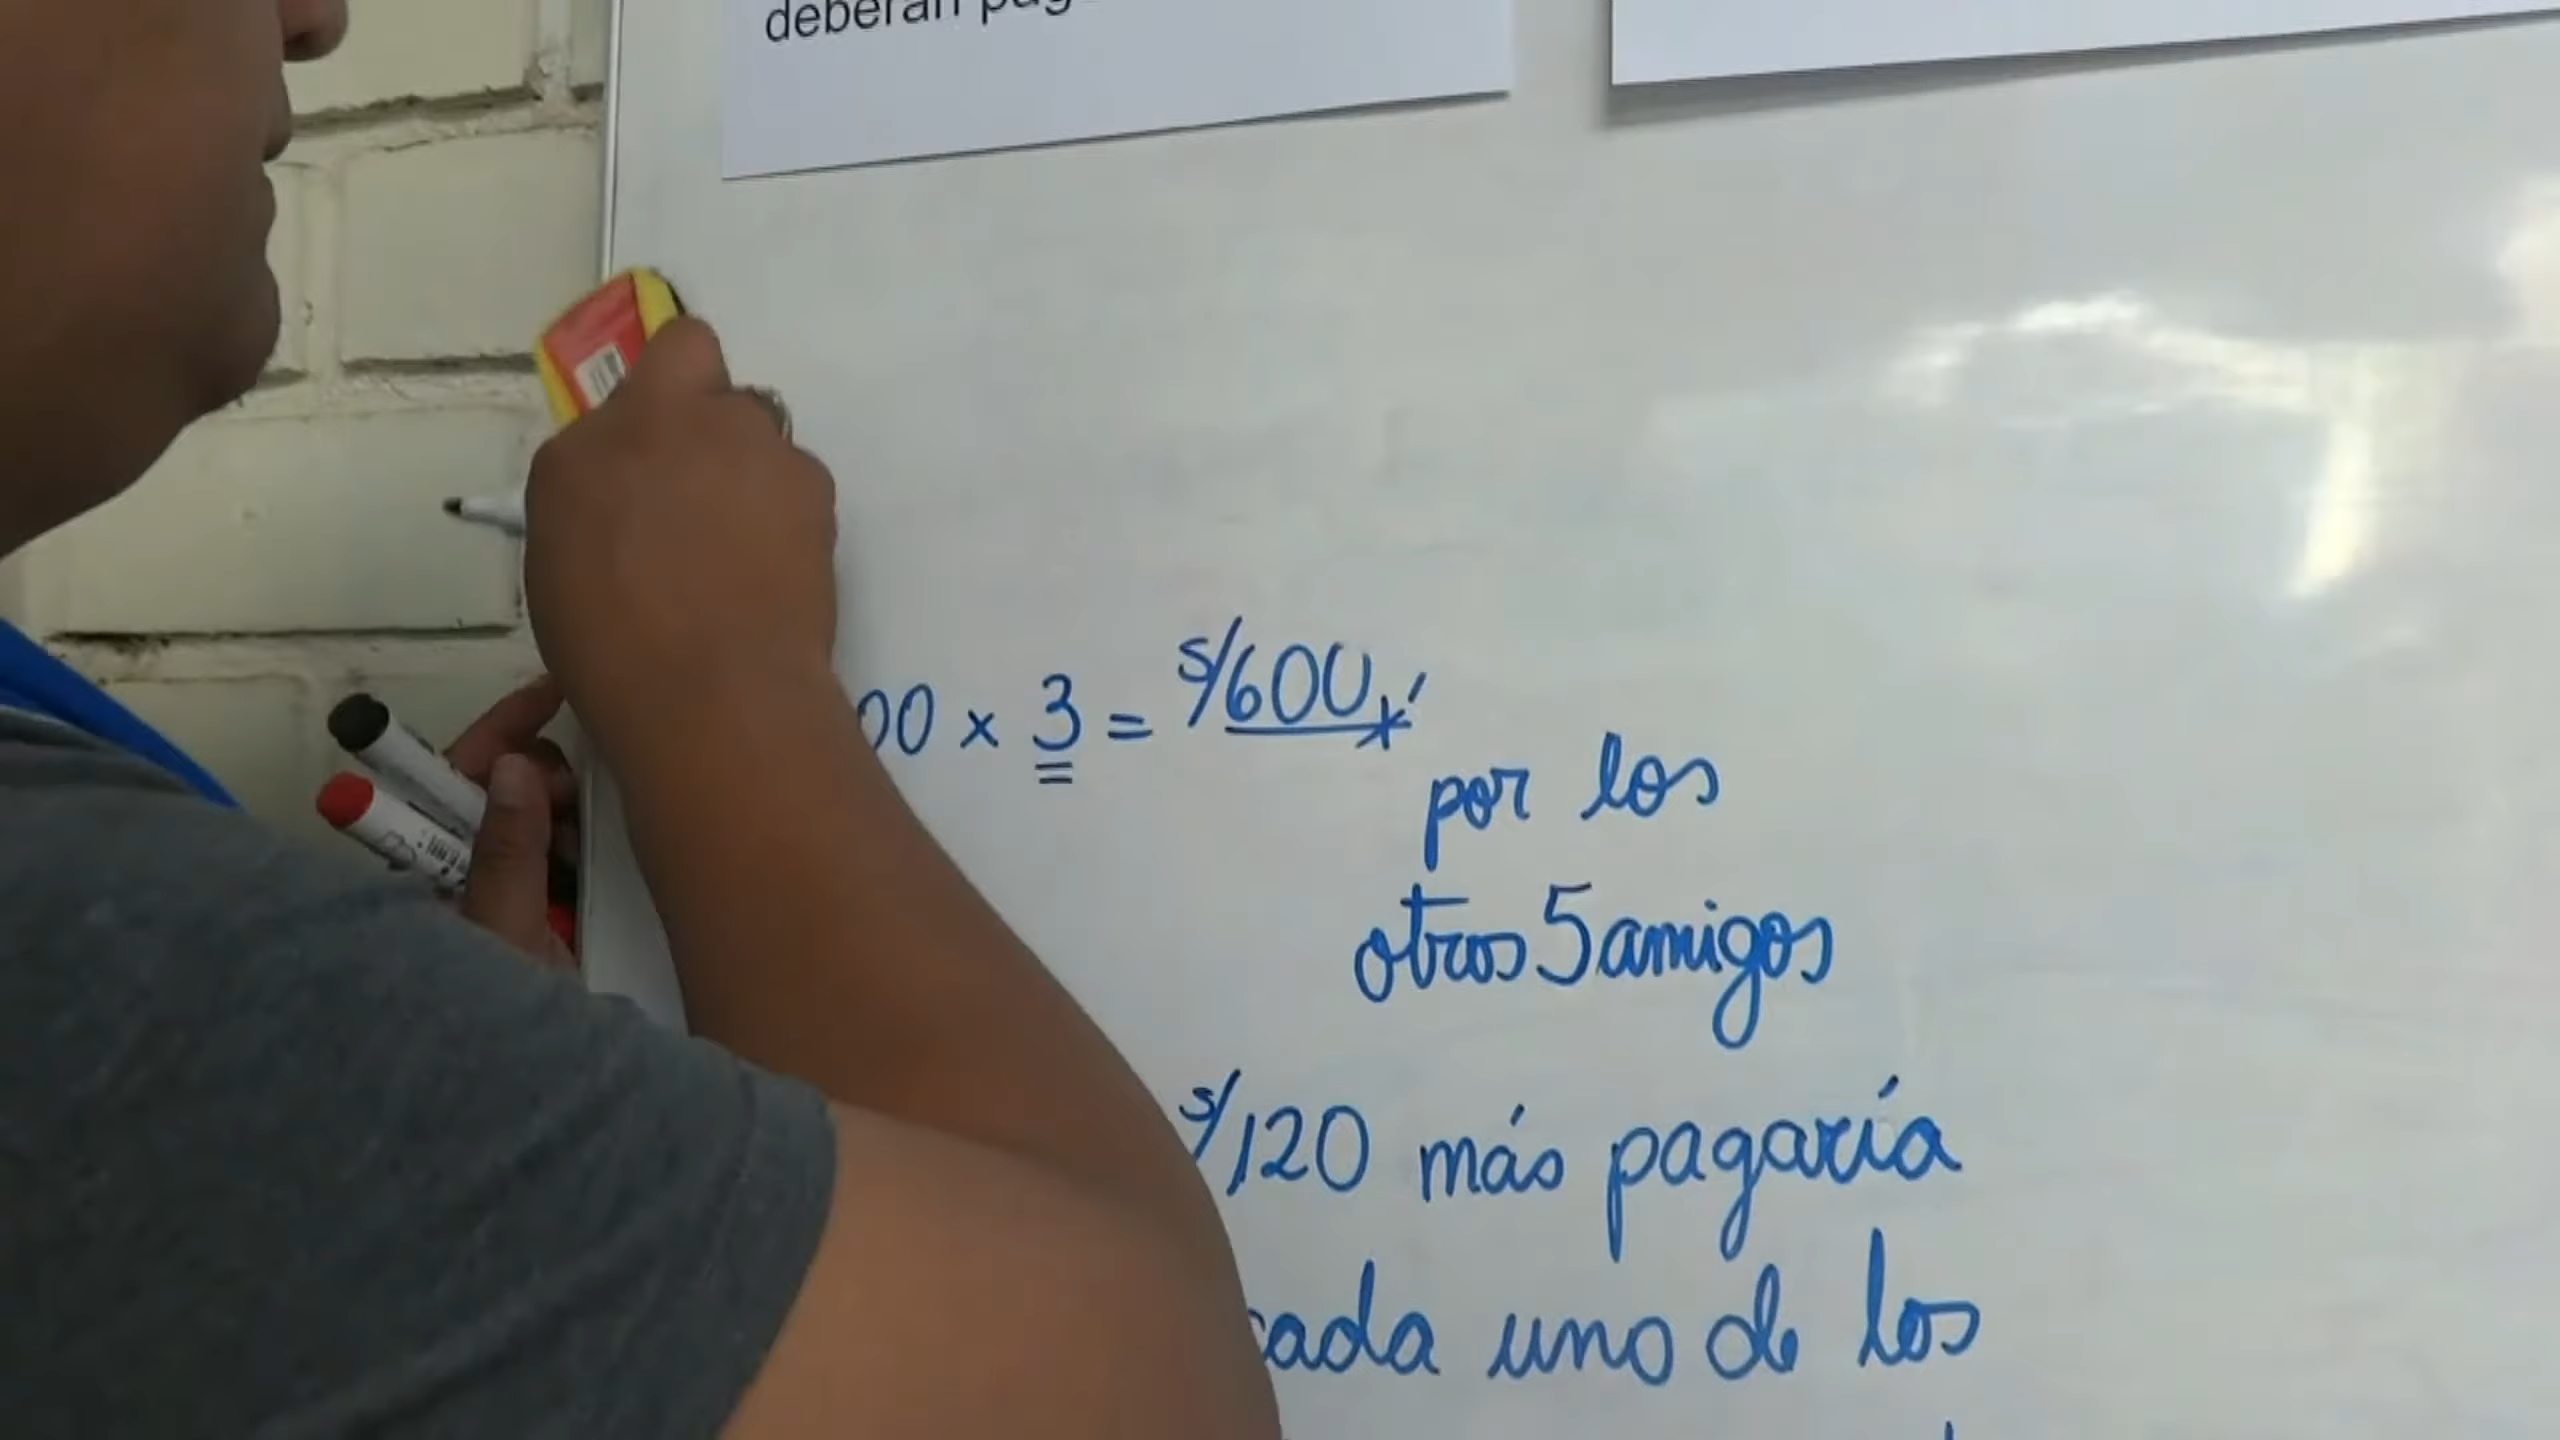 deberán
00 × 3 = S/600
por los
otros 5 amigos
S/120 más pagaría
cada uno de los